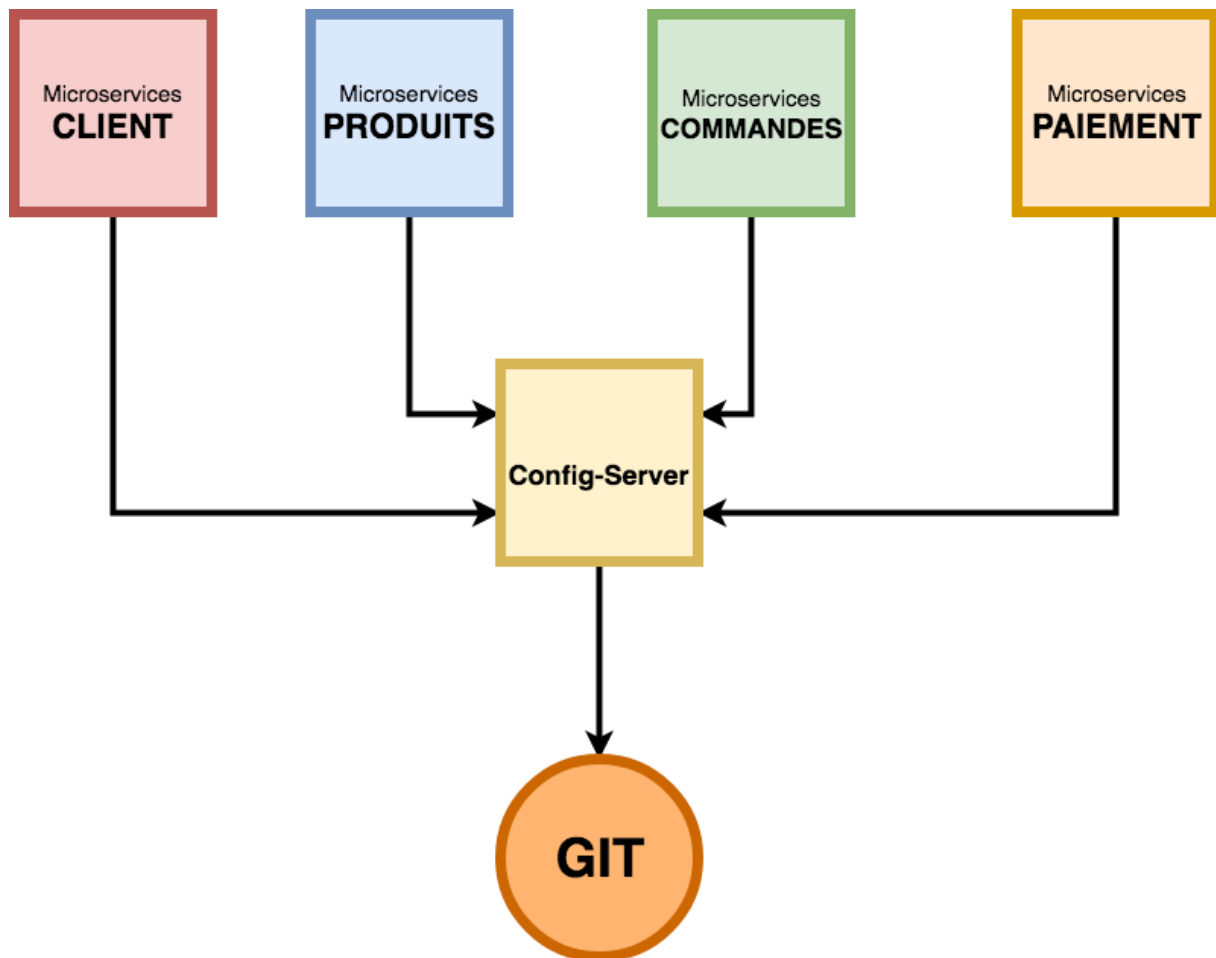 Microservices
CLIENT
Microservices
PRODUITS
Microservices
COMMANDES
Microservices
PAIEMENT
Config-Server
GIT